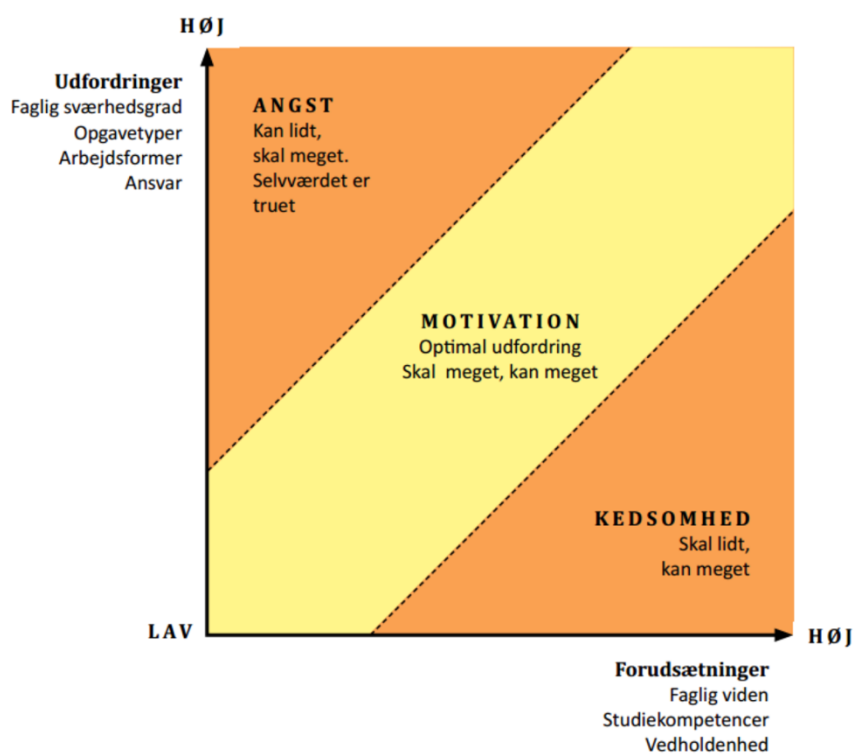 HØJ
Udfordringer
Faglig sværhedsgrad
Opgavetyper
Arbejdsformer
Ansvar
ANGST
Kan lidt,
skal meget.
Selvværdet er
truet
MOTIVATION
Optimal udfordring
Skal meget, kan meget
KEDSOMHED
Skal lidt,
kan meget
LAV
HØJ
Forudsætninger
Faglig viden
Studiekompetencer
Vedholdenhed